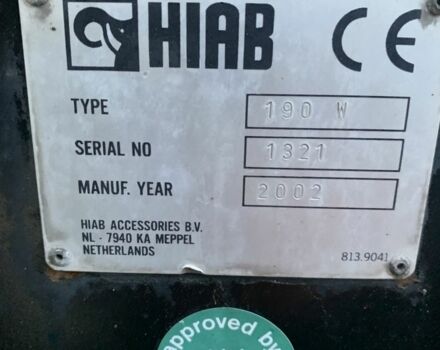 HIAB CE
TYPE 190 W
SERIAL NO 1321
MANUF. YEAR 2002
HIAB ACCESSORIES B.V.
NL - 7940 KA MEPPEL
NETHERLANDS
813.9041
approved by